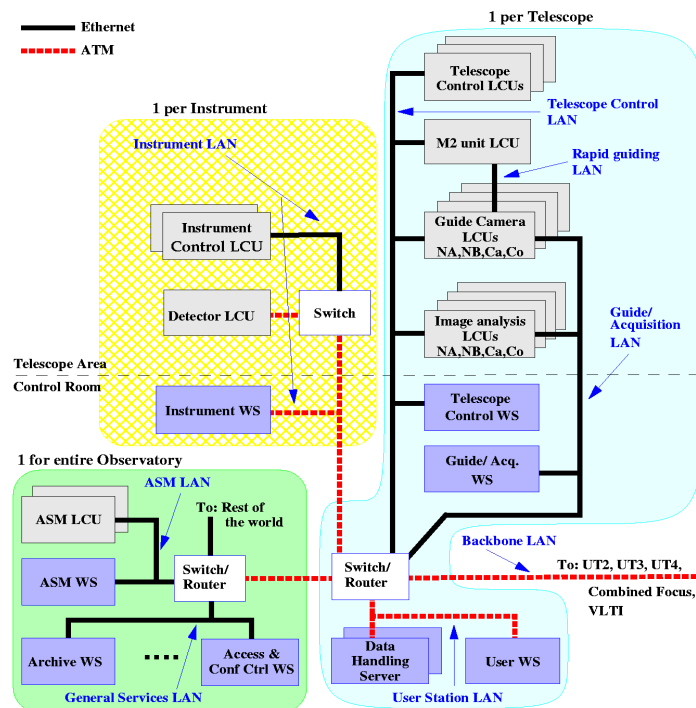 Ethernet
ATM
1 per Telescope
1 per Instrument
Instrument LAN
Telescope
Control LCUs
Telescope Control
LAN
M2 unit LCU
Rapid guiding
LAN
Instrument
Control LCU
Guide Camera
LCUs
NA,NB,Ca,Co
Detector LCU
Switch
Image analysis
LCUs
NA,NB,Ca,Co
Guide/
Acquisition
LAN
Telescope Area
Control Room
Instrument WS
Telescope
Control WS
Guide/ Acq.
WS
1 for entire Observatory
ASM LAN
To: Rest of
the world
ASM LCU
ASM WS
Switch/
Router
Switch/
Router
Backbone LAN
To: UT2, UT3, UT4,
Combined Focus,
VLTI
Archive WS
Access &
Conf Ctrl WS
General Services LAN
Data
Handling
Server
User WS
User Station LAN